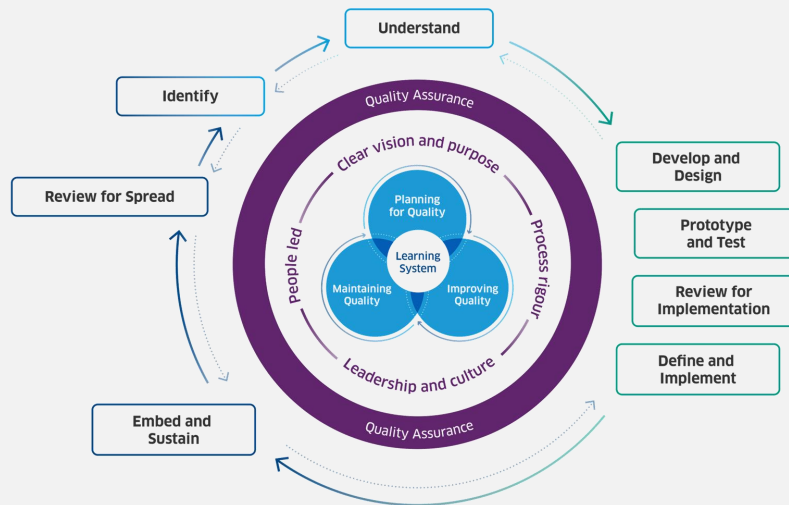 Understand
Identify
Review for Spread
Embed and
Sustain
Develop and
Design
Prototype
and Test
Review for
Implementation
Define and
Implement
Quality Assurance
Clear vision and purpose
People led
Process rigour
Leadership and culture
Planning
for Quality
Learning
System
Maintaining
Quality
Improving
Quality
Quality Assurance